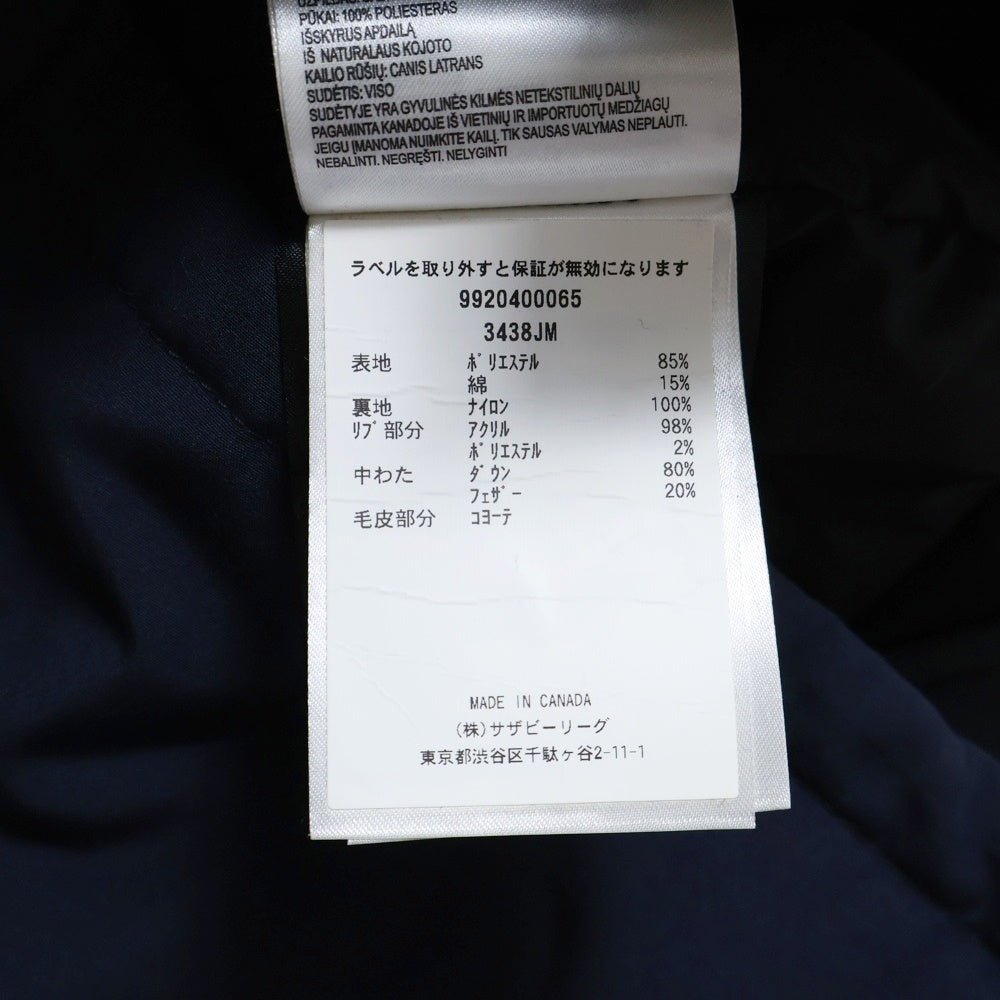 PŪKAI: 100% POLIESTERAS
IŠSKYRUS APDAILĄ
IŠ NATURALAUS KOJOTO
KAILIO RŪŠIŲ: CANIS LATRANS
SUDĖTIS: VISO
SUDĖTYJE YRA GYVULINĖS KILMĖS NETEKSTILINIŲ DALIŲ
PAGAMINTA KANADOJE IŠ VIETINIŲ IR IMPORTUOTŲ MEDŽIAGŲ
JEIGU ĮMANOMA NUIMKITE KAILĮ. TIK SAUSAS VALYMAS NEPLAUTI.
NEBALINTI. NEGRĘŠTI. NELYGINTI
ラベルを取り外すと保証が無効になります
9920400065
3438JM
表地 ﾎﾟﾘｴｽﾃﾙ 85%
綿 15%
裏地 ﾅｲﾛﾝ 100%
ﾘﾌﾞ部分 ｱｸﾘﾙ 98%
ﾎﾟﾘｴｽﾃﾙ 2%
中わた ﾀﾞｳﾝ 80%
ﾌｪｻﾞｰ 20%
毛皮部分 ｺﾖｰﾃ
MADE IN CANADA
(株)サザビーリーグ
東京都渋谷区千駄ヶ谷2-11-1